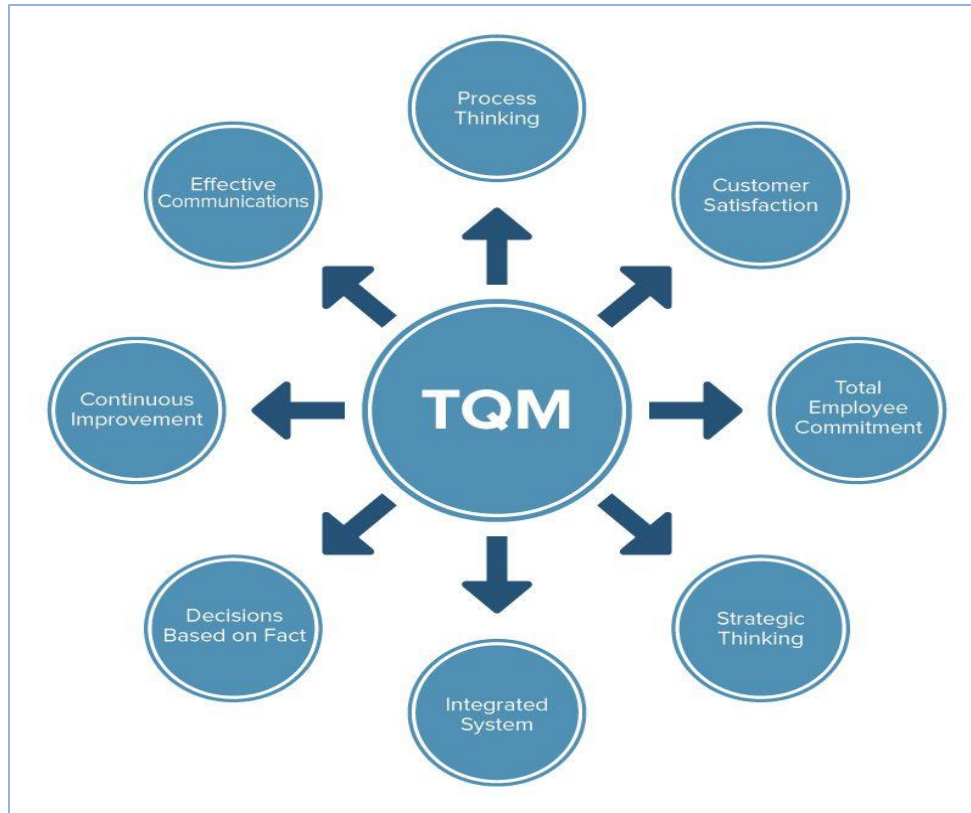 Process
Thinking
Effective
Communications
Customer
Satisfaction
TQM
Continuous
Improvement
Total
Employee
Commitment
Decisions
Based on Fact
Strategic
Thinking
Integrated
System